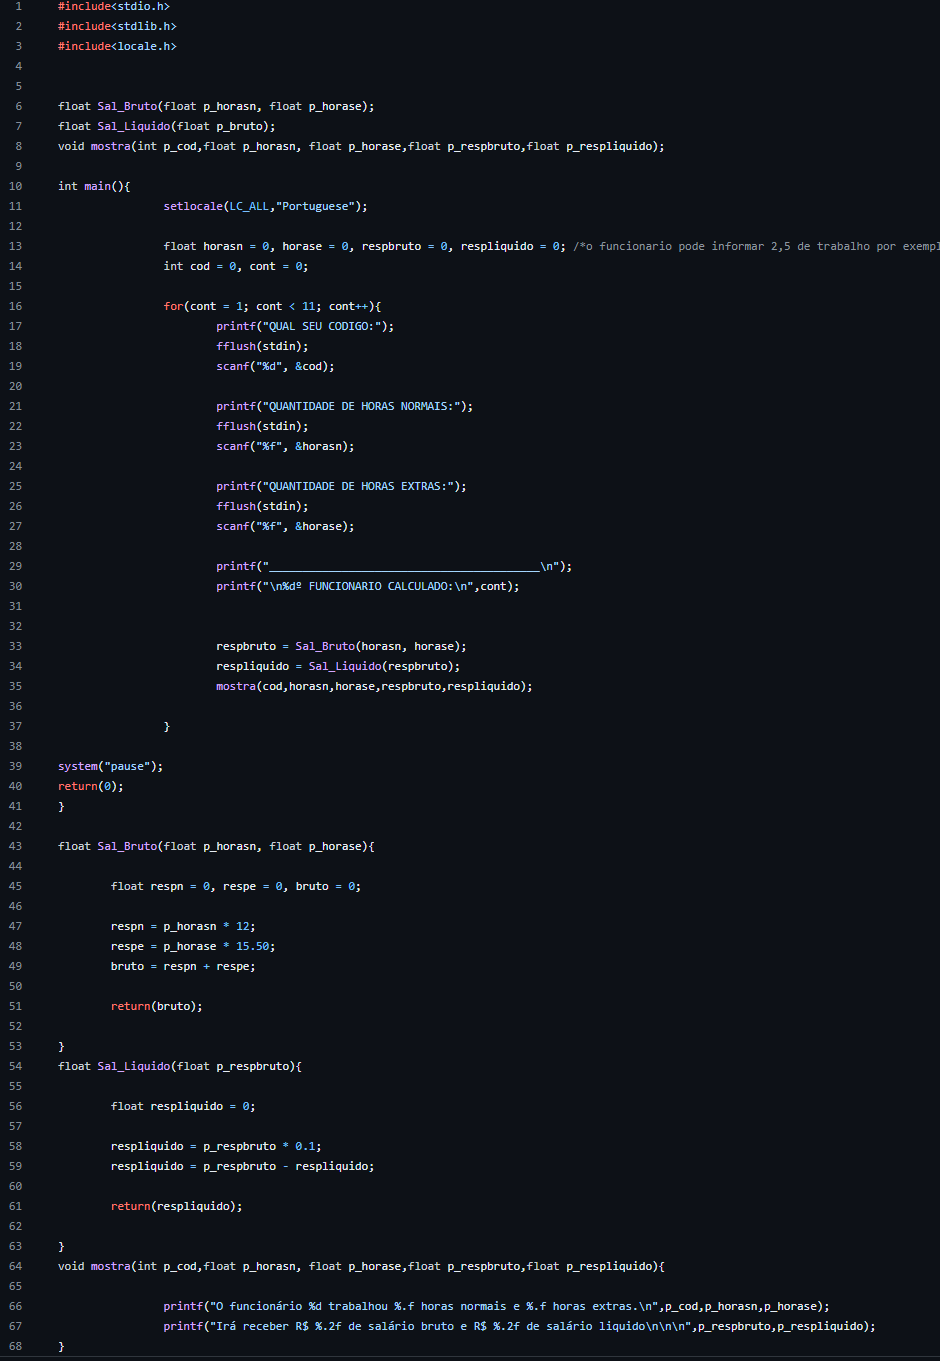 1 #include<stdio.h>
2 #include<stdlib.h>
3 #include<locale.h>
4
5
6 float Sal_Bruto(float p_horasn, float p_horase);
7 float Sal_Liquido(float p_bruto);
8 void mostra(int p_cod,float p_horasn, float p_horase,float p_respbruto,float p_respliquido);
9
10 int main(){
11 setlocale(LC_ALL,"Portuguese");
12
13 float horasn = 0, horase = 0, respbruto = 0, respliquido = 0; /*o funcionario pode informar 2,5 de trabalho por exempl
14 int cod = 0, cont = 0;
15
16 for(cont = 1; cont < 11; cont++){
17 printf("QUAL SEU CODIGO:");
18 fflush(stdin);
19 scanf("%d", &cod);
20
21 printf("QUANTIDADE DE HORAS NORMAIS:");
22 fflush(stdin);
23 scanf("%f", &horasn);
24
25 printf("QUANTIDADE DE HORAS EXTRAS:");
26 fflush(stdin);
27 scanf("%f", &horase);
28
29 printf("_________________________________________\n");
30 printf("\n%dº FUNCIONARIO CALCULADO:\n",cont);
31
32
33 respbruto = Sal_Bruto(horasn, horase);
34 respliquido = Sal_Liquido(respbruto);
35 mostra(cod,horasn,horase,respbruto,respliquido);
36
37 }
38
39 system("pause");
40 return(0);
41 }
42
43 float Sal_Bruto(float p_horasn, float p_horase){
44
45 float respn = 0, respe = 0, bruto = 0;
46
47 respn = p_horasn * 12;
48 respe = p_horase * 15.50;
49 bruto = respn + respe;
50
51 return(bruto);
52
53 }
54 float Sal_Liquido(float p_respbruto){
55
56 float respliquido = 0;
57
58 respliquido = p_respbruto * 0.1;
59 respliquido = p_respbruto - respliquido;
60
61 return(respliquido);
62
63 }
64 void mostra(int p_cod,float p_horasn, float p_horase,float p_respbruto,float p_respliquido){
65
66 printf("O funcionário %d trabalhou %.f horas normais e %.f horas extras.\n",p_cod,p_horasn,p_horase);
67 printf("Irá receber R$ %.2f de salário bruto e R$ %.2f de salário liquido\n\n\n",p_respbruto,p_respliquido);
68 }